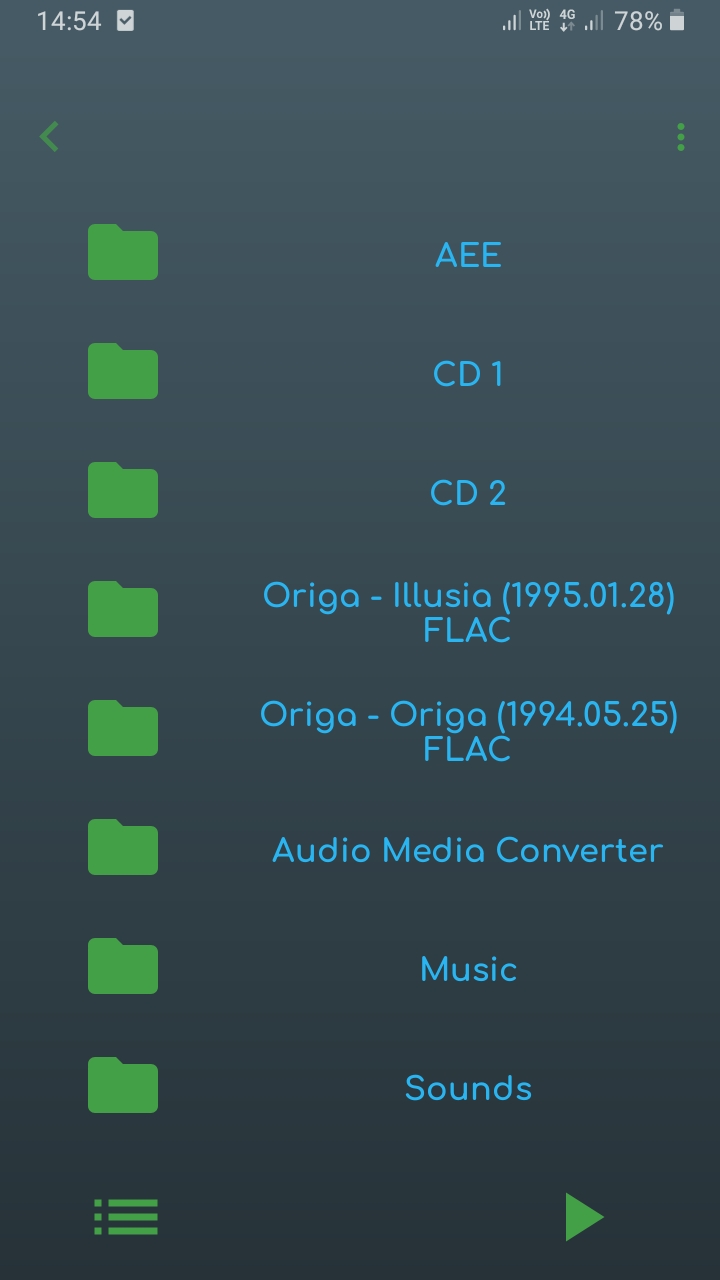 14:54
Vo)) LTE 4G 78%
AEE
CD 1
CD 2
Origa - Illusia (1995.01.28)
FLAC
Origa - Origa (1994.05.25)
FLAC
Audio Media Converter
Music
Sounds